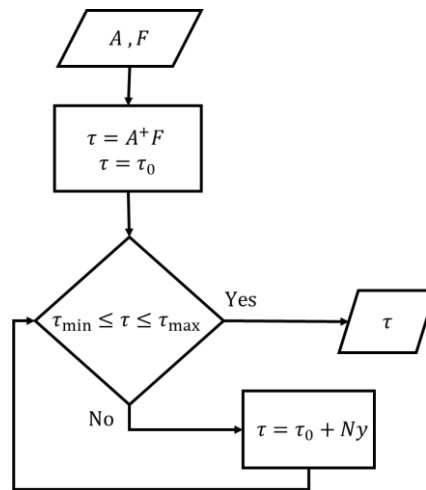 A , F
τ = A⁺F
τ = τ₀
τ_min ≤ τ ≤ τ_max
Yes
τ
No
τ = τ₀ + Ny